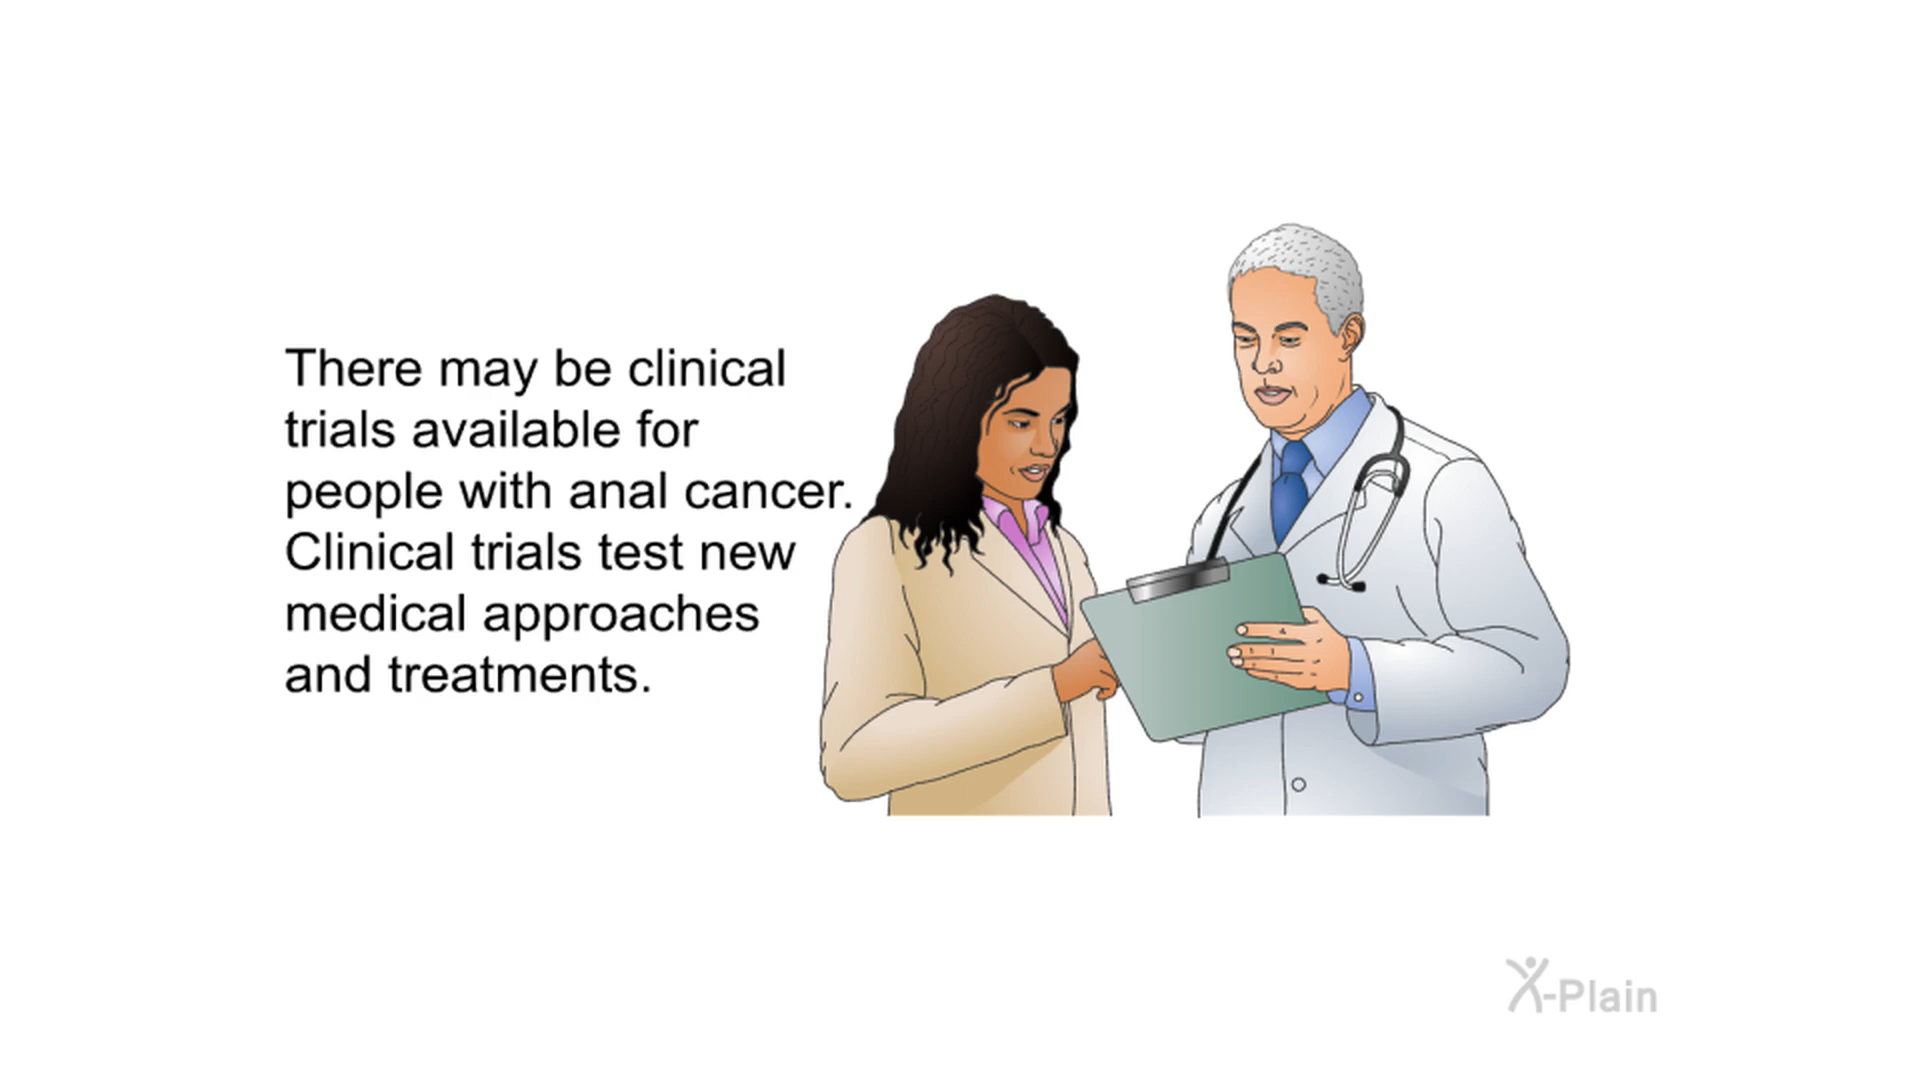 There may be clinical
trials available for
people with anal cancer.
Clinical trials test new
medical approaches
and treatments.
X-Plain